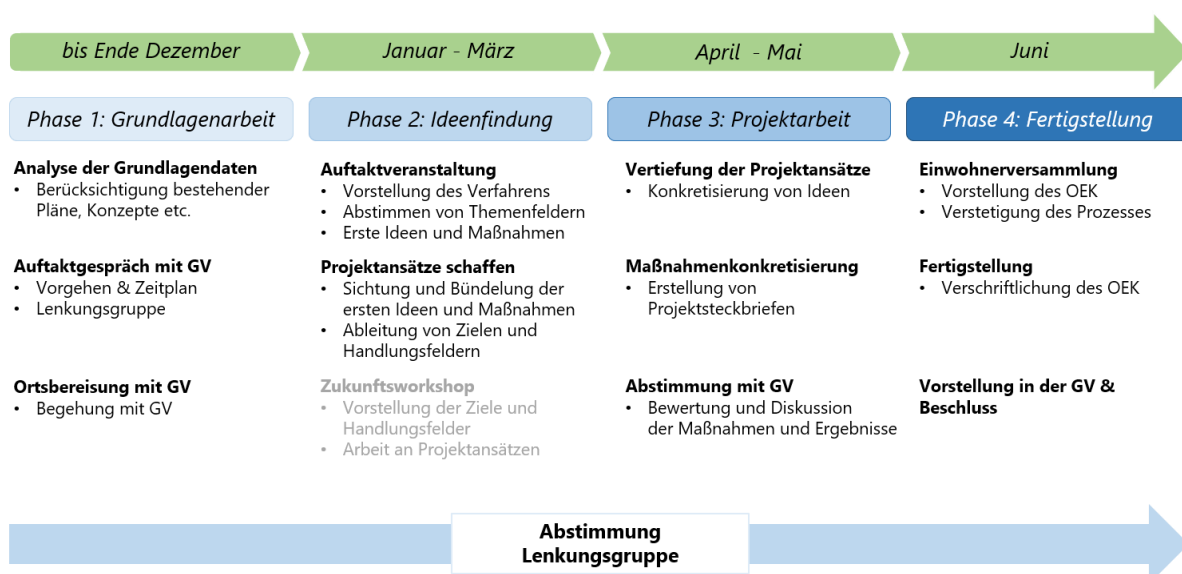 bis Ende Dezember
Januar - März
April - Mai
Juni
Phase 1: Grundlagenarbeit
Phase 2: Ideenfindung
Phase 3: Projektarbeit
Phase 4: Fertigstellung
Analyse der Grundlagendaten
• Berücksichtigung bestehender
Pläne, Konzepte etc.
Auftaktgespräch mit GV
• Vorgehen & Zeitplan
• Lenkungsgruppe
Ortsbereisung mit GV
• Begehung mit GV
Auftaktveranstaltung
• Vorstellung des Verfahrens
• Abstimmen von Themenfeldern
• Erste Ideen und Maßnahmen
Projektansätze schaffen
• Sichtung und Bündelung der
ersten Ideen und Maßnahmen
• Ableitung von Zielen und
Handlungsfeldern
Zukunftsworkshop
• Vorstellung der Ziele und
Handlungsfelder
• Arbeit an Projektansätzen
Vertiefung der Projektansätze
• Konkretisierung von Ideen
Maßnahmenkonkretisierung
• Erstellung von
Projektsteckbriefen
Abstimmung mit GV
• Bewertung und Diskussion
der Maßnahmen und Ergebnisse
Einwohnerversammlung
• Vorstellung des OEK
• Verstetigung des Prozesses
Fertigstellung
• Verschriftlichung des OEK
Vorstellung in der GV &
Beschluss
Abstimmung
Lenkungsgruppe